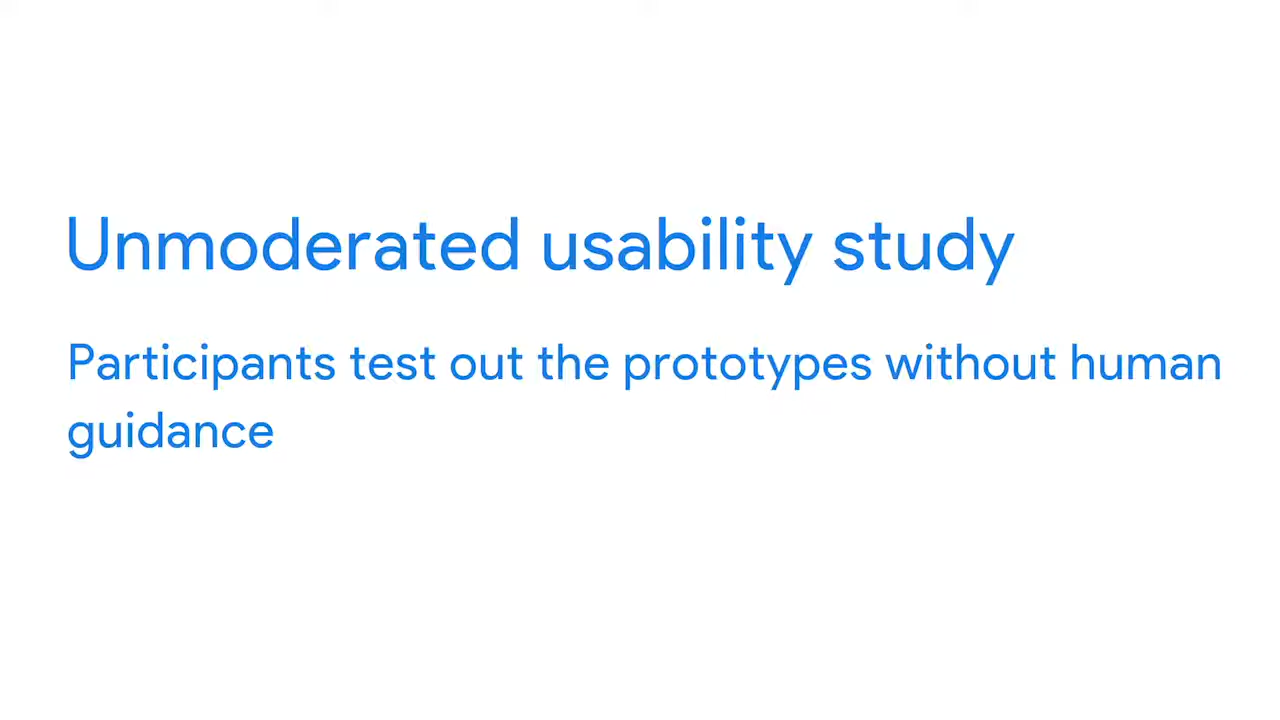 Unmoderated usability study
Participants test out the prototypes without human
guidance